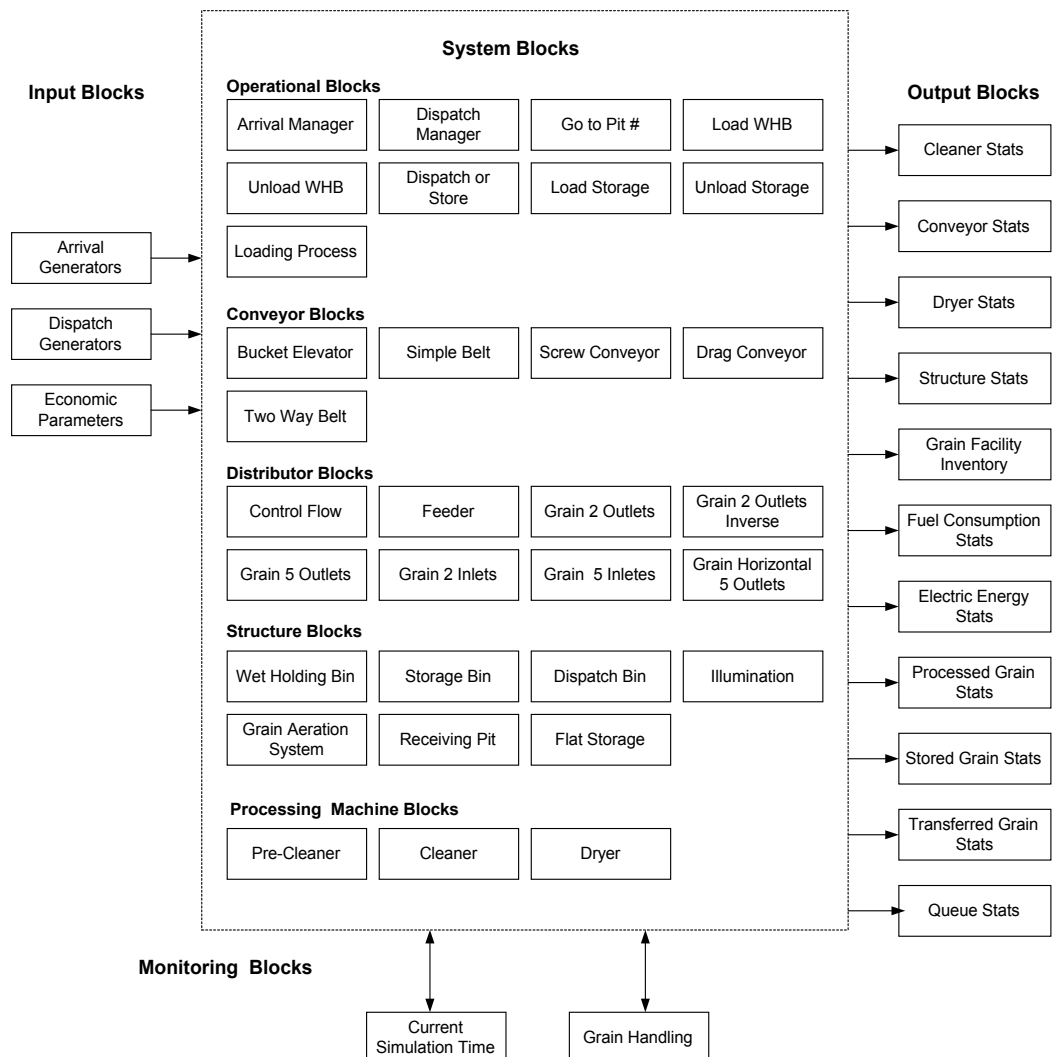 System Blocks
Input Blocks
Output Blocks
Operational Blocks
Arrival Manager
Dispatch
Manager
Go to Pit #
Load WHB
Unload WHB
Dispatch or
Store
Load Storage
Unload Storage
Loading Process
Arrival
Generators
Dispatch
Generators
Economic
Parameters
Conveyor Blocks
Bucket Elevator
Simple Belt
Screw Conveyor
Drag Conveyor
Two Way Belt
Distributor Blocks
Control Flow
Feeder
Grain 2 Outlets
Grain 2 Outlets
Inverse
Grain 5 Outlets
Grain 2 Inlets
Grain 5 Inletes
Grain Horizontal
5 Outlets
Structure Blocks
Wet Holding Bin
Storage Bin
Dispatch Bin
Illumination
Grain Aeration
System
Receiving Pit
Flat Storage
Processing Machine Blocks
Pre-Cleaner
Cleaner
Dryer
Cleaner Stats
Conveyor Stats
Dryer Stats
Structure Stats
Grain Facility
Inventory
Fuel Consumption
Stats
Electric Energy
Stats
Processed Grain
Stats
Stored Grain Stats
Transferred Grain
Stats
Queue Stats
Monitoring Blocks
Current
Simulation Time
Grain Handling